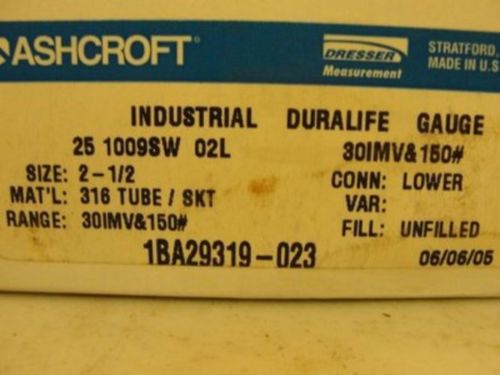 ASHCROFT®
DRESSER
Measurement
STRATFORD,
MADE IN U.S
INDUSTRIAL DURALIFE GAUGE
25 1009SW 02L 30IMV&150#
SIZE: 2-1/2 CONN: LOWER
MAT'L: 316 TUBE / SKT VAR:
RANGE: 30IMV&150# FILL: UNFILLED
1BA29319-023 06/06/05